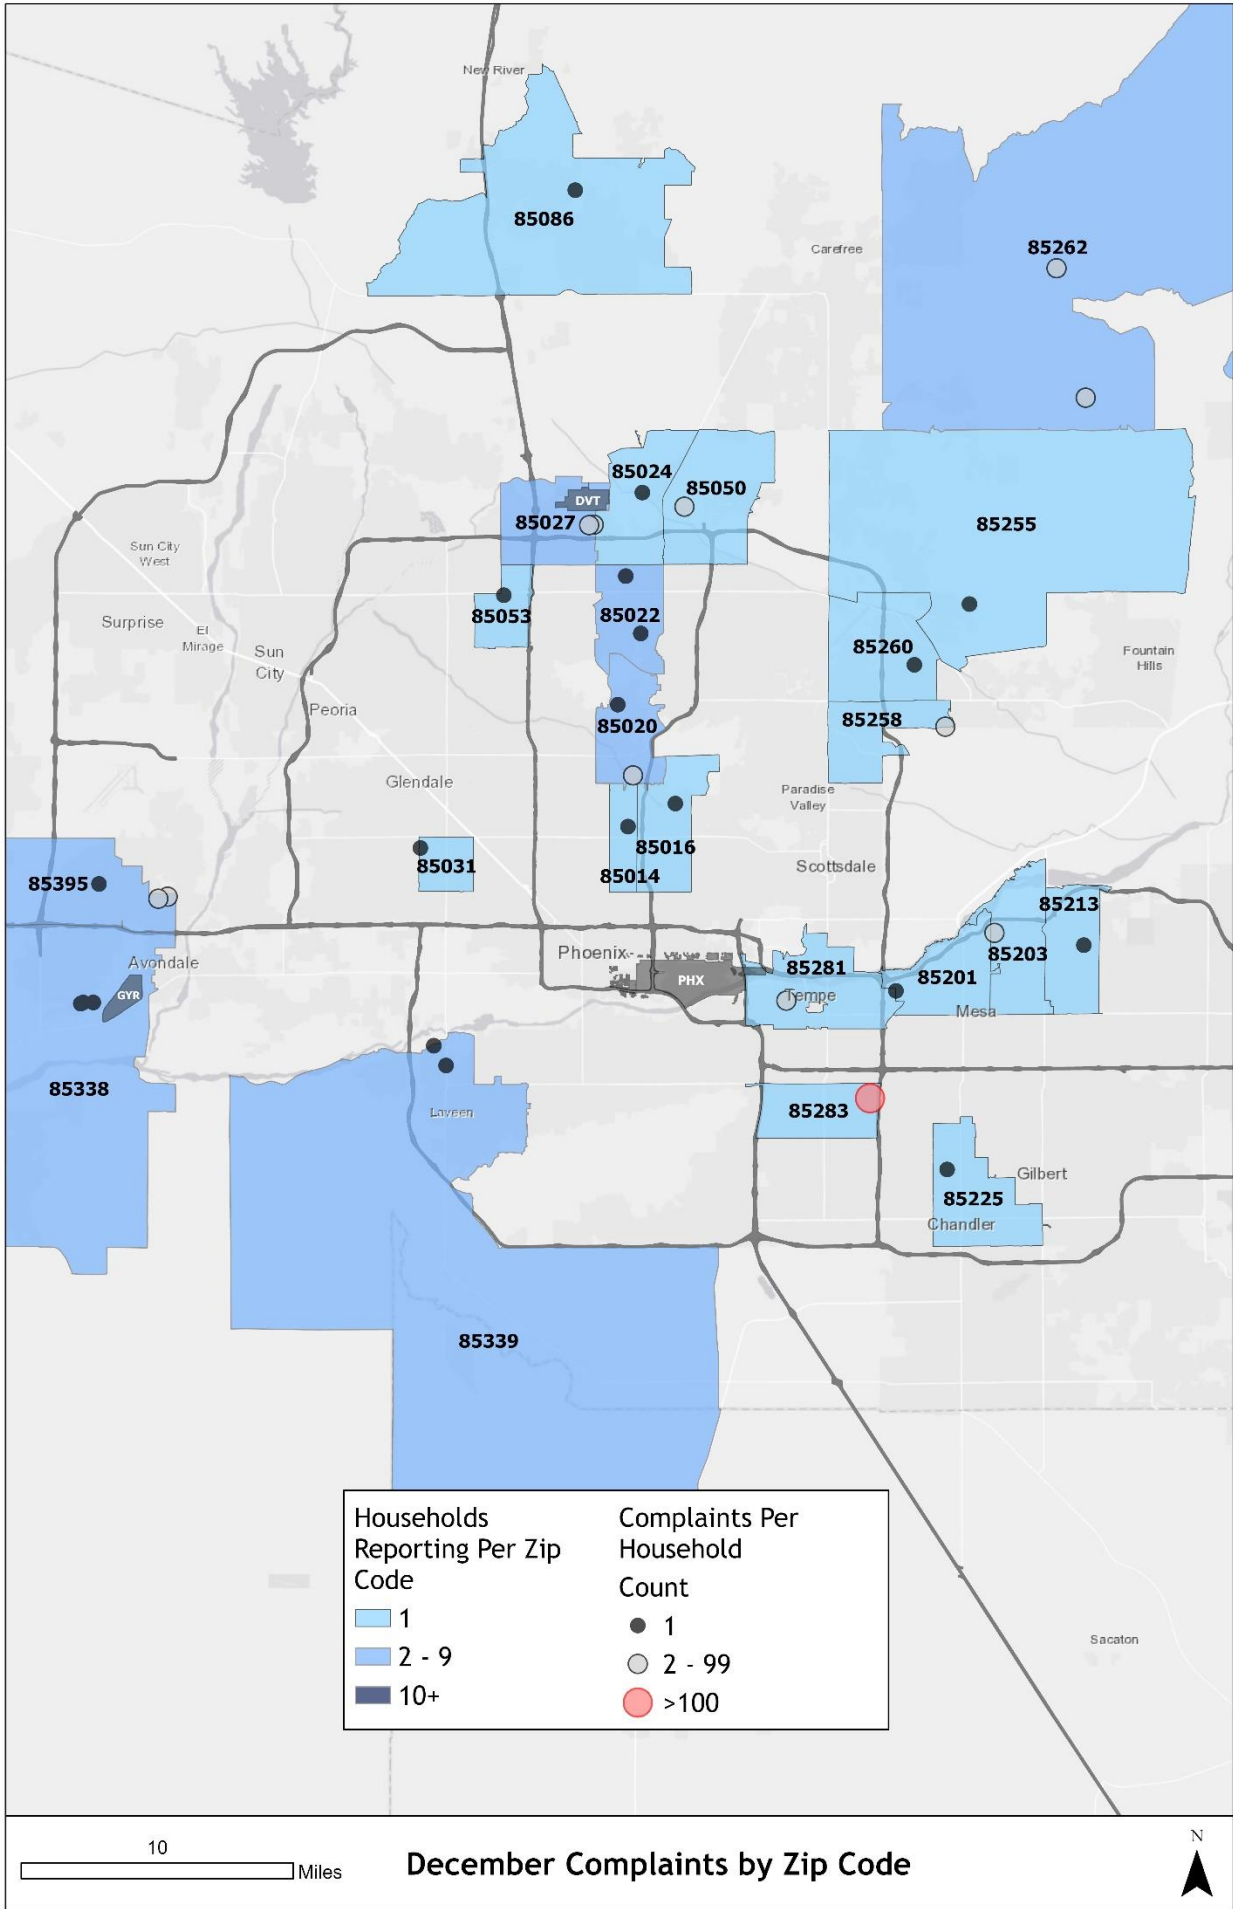 New River
85086
Carefree
85262
85024
85050
DVT
85027
85255
Sun City
West
85053
85022
Surprise
El
Mirage
Sun
City
85260
Fountain
Hills
Peoria
85258
85020
Glendale
Paradise
Valley
85016
85031
Scottsdale
85014
85395
85213
Phoenix
85203
Avondale
85281
85201
PHX
GYR
Tempe
Mesa
85338
Laveen
85283
Gilbert
85225
Chandler
85339
Households
Reporting Per Zip
Code
1
2 - 9
10+
Complaints Per
Household
Count
1
2 - 99
>100
Sacaton
10
Miles
December Complaints by Zip Code
N